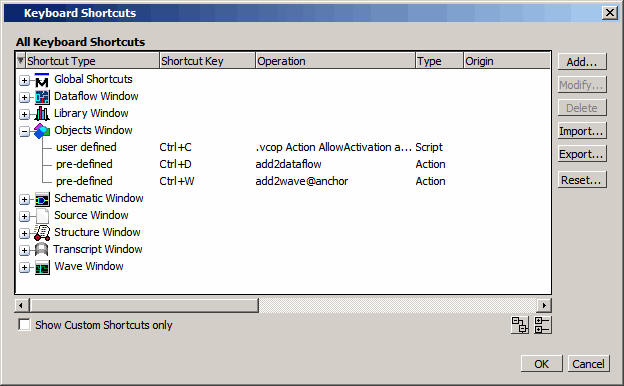 Keyboard Shortcuts
All Keyboard Shortcuts
Shortcut Type Shortcut Key Operation Type Origin
Global Shortcuts
Dataflow Window
Library Window
Objects Window
user defined Ctrl+C .vcop Action AllowActivation a... Script
pre-defined Ctrl+D add2dataflow Action
pre-defined Ctrl+W add2wave@anchor Action
Schematic Window
Source Window
Structure Window
Transcript Window
Wave Window
Add...
Modify...
Delete
Import...
Export...
Reset...
Show Custom Shortcuts only
OK Cancel